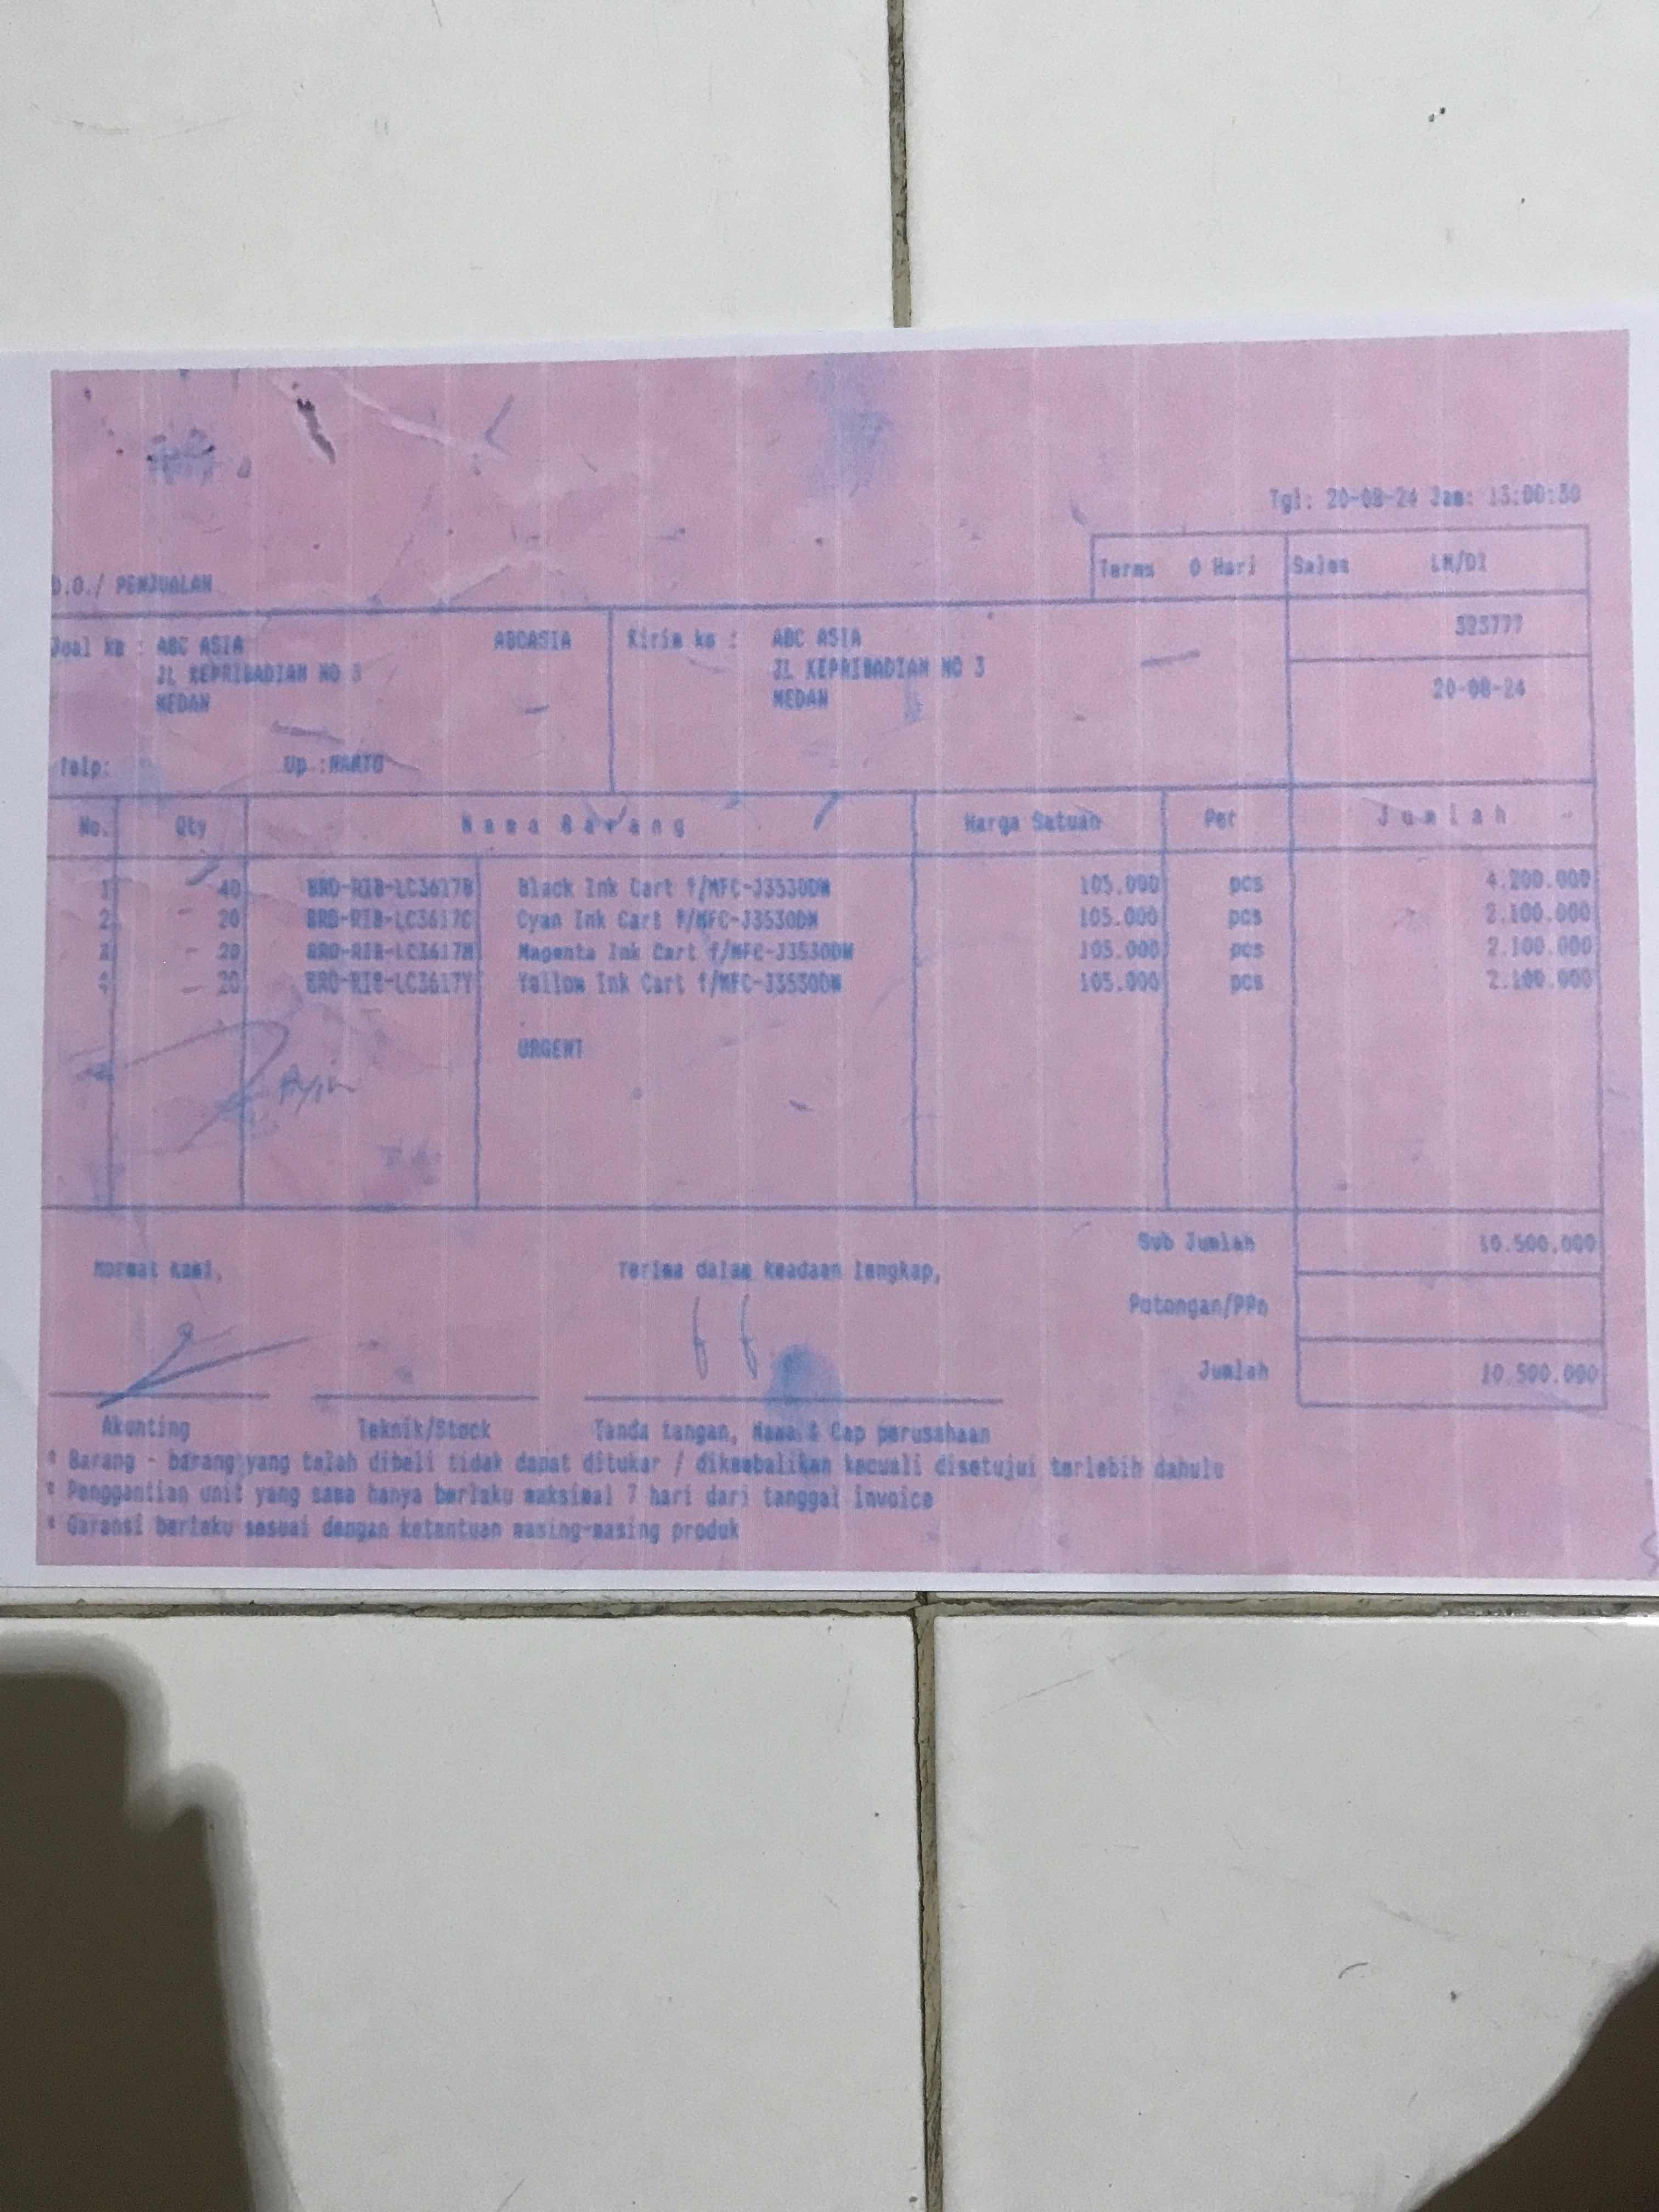 Tgl: 20-08-24 Jam:
D.O./ PENJUALAN
Terms 0 Hari Sales LM/DI
Jual ke : ABC ASIA ABCASIA Kirim ke : ABC ASIA
JL KEPRIBADIAN NO 3 JL KEPRIBADIAN NO 3
MEDAN MEDAN
20-08-24
Telp: Up :
No. Qty Nama Barang Harga Satuan Per Jumlah
1 40 BRO-RIB-LC3617B Black Ink Cart f/MFC-J3530DW 105.000 pcs 4.200.000
2 20 BRO-RIB-LC3617C Cyan Ink Cart f/MFC-J3530DW 105.000 pcs 2.100.000
3 20 BRO-RIB-LC3617M Magenta Ink Cart f/MFC-J3530DW 105.000 pcs 2.100.000
4 20 BRO-RIB-LC3617Y Yellow Ink Cart f/MFC-J3530DW 105.000 pcs 2.100.000
URGENT
Sub Jumlah 10.500.000
Hormat kami, Terima dalam keadaan lengkap,
Potongan/PPn
Jumlah 10.500.000
Akunting Teknik/Stock Tanda tangan, Nama & Cap perusahaan
* Barang - barang yang telah dibeli tidak dapat ditukar / dikembalikan kecuali disetujui terlebih dahulu
* Penggantian unit yang sama hanya berlaku maksimal 7 hari dari tanggal invoice
* Garansi berlaku sesuai dengan ketentuan masing-masing produk